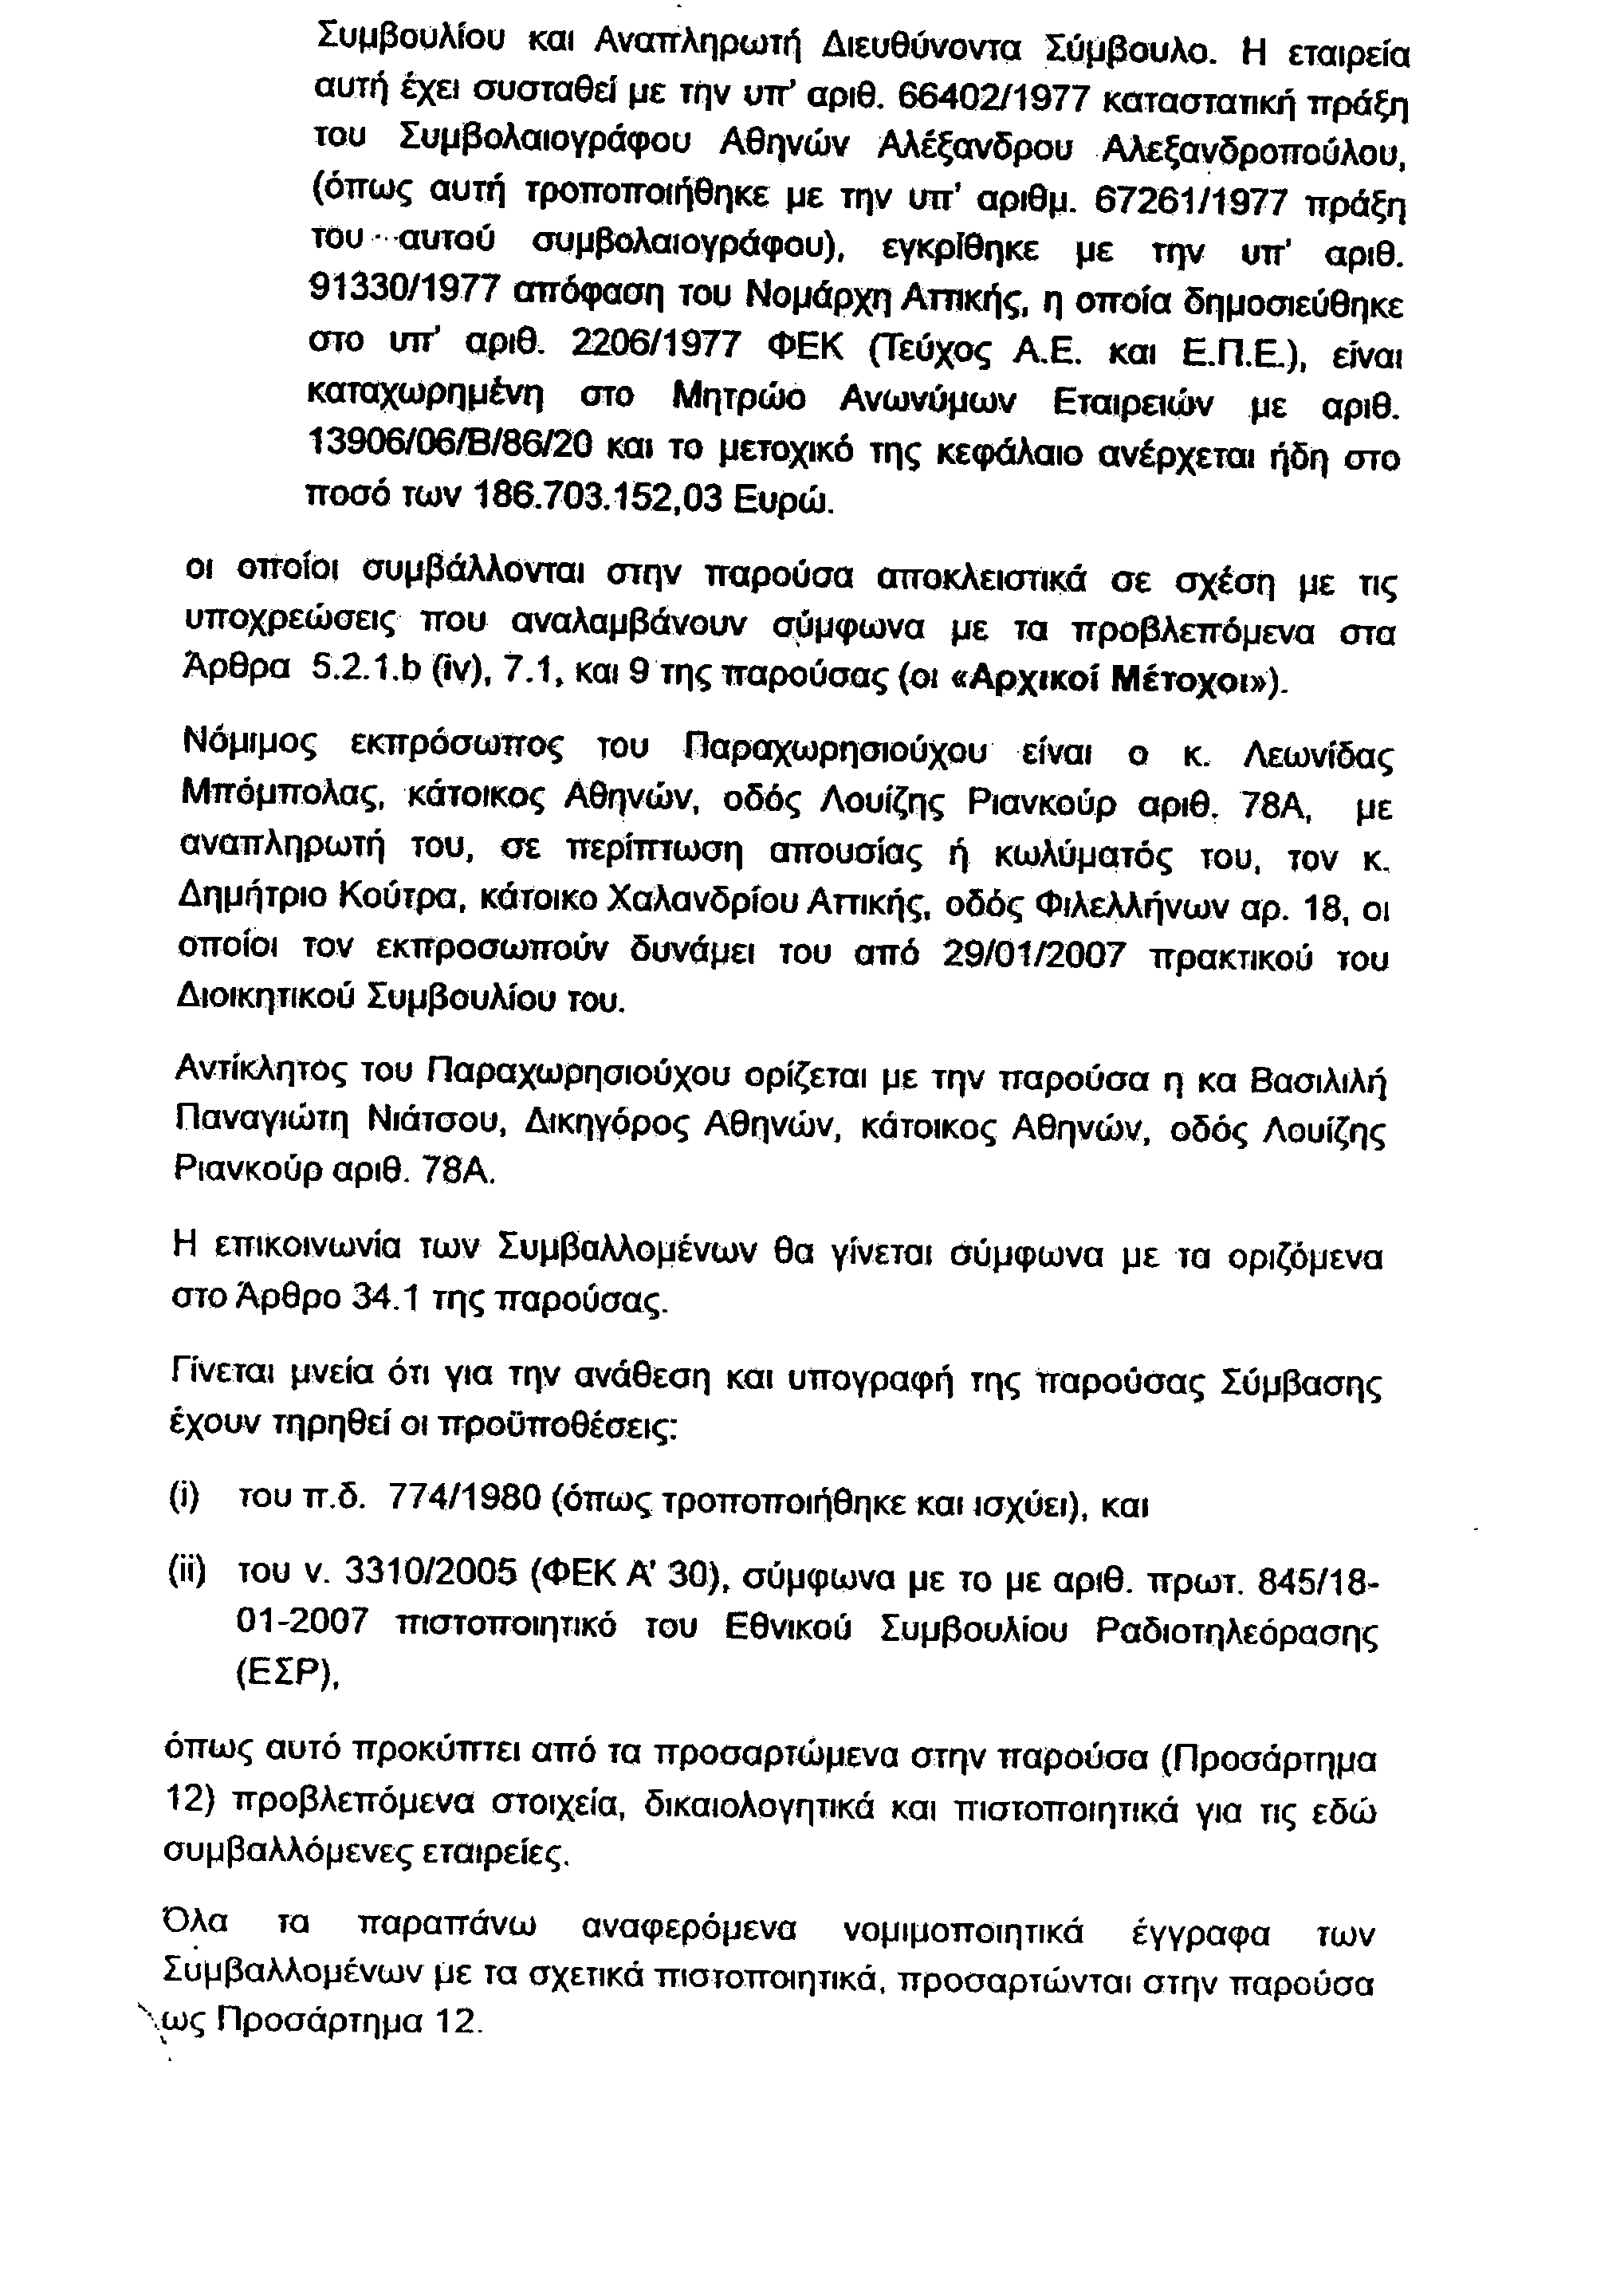 Συμβουλίου και Αναπληρωτή Διευθύνοντα Σύμβουλο. Η εταιρεία
αυτή έχει συσταθεί με την υπ’ αριθ. 66402/1977 καταστατική πράξη
του Συμβολαιογράφου Αθηνών Αλέξανδρου Αλεξανδροπούλου,
(όπως αυτή τροποποιήθηκε με την υπ’ αριθμ. 67261/1977 πράξη
του αυτού συμβολαιογράφου), εγκρίθηκε με την υπ’ αριθ.
91330/1977 απόφαση του Νομάρχη Αττικής, η οποία δημοσιεύθηκε
στο υπ’ αριθ. 2206/1977 ΦΕΚ (Τεύχος Α.Ε. και Ε.Π.Ε.), είναι
καταχωρημένη στο Μητρώο Ανωνύμων Εταιρειών με αριθ.
13906/06/Β/86/20 και το μετοχικό της κεφάλαιο ανέρχεται ήδη στο
ποσό των 186.703.152,03 Ευρώ.
οι οποίοι συμβάλλονται στην παρούσα αποκλειστικά σε σχέση με τις
υποχρεώσεις που αναλαμβάνουν σύμφωνα με τα προβλεπόμενα στα
Άρθρα 5.2.1.b (iv), 7.1, και 9 της παρούσας (οι «Αρχικοί Μέτοχοι»).
Νόμιμος εκπρόσωπος του Παραχωρησιούχου είναι ο κ. Λεωνίδας
Μπόμπολας, κάτοικος Αθηνών, οδός Λουίζης Ριανκούρ αριθ. 78Α, με
αναπληρωτή του, σε περίπτωση απουσίας ή κωλύματός του, τον κ.
Δημήτριο Κούτρα, κάτοικο Χαλανδρίου Αττικής, οδός Φιλελλήνων αρ. 18, οι
οποίοι τον εκπροσωπούν δυνάμει του από 29/01/2007 πρακτικού του
Διοικητικού Συμβουλίου του.
Αντίκλητος του Παραχωρησιούχου ορίζεται με την παρούσα η κα Βασιλιλή
Παναγιώτη Νιάτσου, Δικηγόρος Αθηνών, κάτοικος Αθηνών, οδός Λουίζης
Ριανκούρ αριθ. 78Α.
Η επικοινωνία των Συμβαλλομένων θα γίνεται σύμφωνα με τα οριζόμενα
στο Άρθρο 34.1 της παρούσας.
Γίνεται μνεία ότι για την ανάθεση και υπογραφή της παρούσας Σύμβασης
έχουν τηρηθεί οι προϋποθέσεις:
(i) του π.δ. 774/1980 (όπως τροποποιήθηκε και ισχύει), και
(ii) του ν. 3310/2005 (ΦΕΚ Α’ 30), σύμφωνα με το με αριθ. πρωτ. 845/18-
01-2007 πιστοποιητικό του Εθνικού Συμβουλίου Ραδιοτηλεόρασης
(ΕΣΡ),
όπως αυτό προκύπτει από τα προσαρτώμενα στην παρούσα (Προσάρτημα
12) προβλεπόμενα στοιχεία, δικαιολογητικά και πιστοποιητικά για τις εδώ
συμβαλλόμενες εταιρείες.
Όλα τα παραπάνω αναφερόμενα νομιμοποιητικά έγγραφα των
Συμβαλλομένων με τα σχετικά πιστοποιητικά, προσαρτώνται στην παρούσα
ως Προσάρτημα 12.